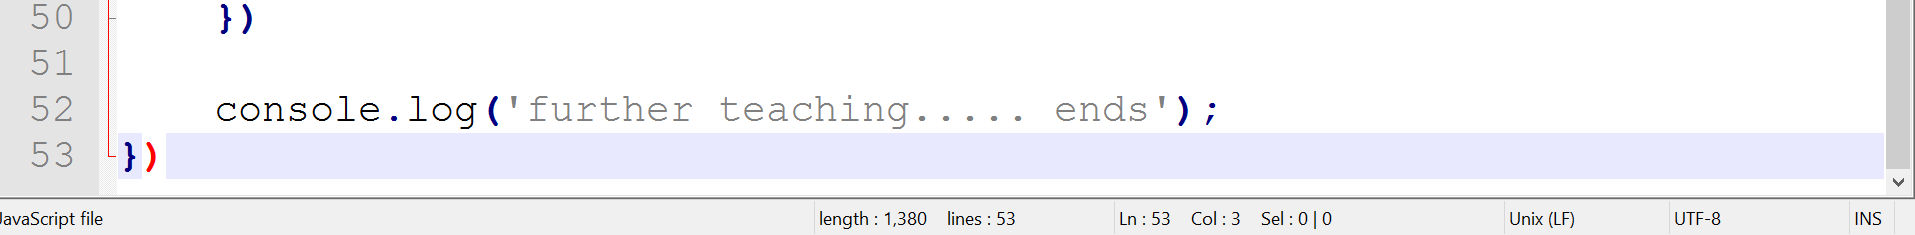 50 })
51
52 console.log('further teaching..... ends');
53 })
JavaScript file length : 1,380 lines : 53 Ln : 53 Col : 3 Sel : 0 | 0 Unix (LF) UTF-8 INS